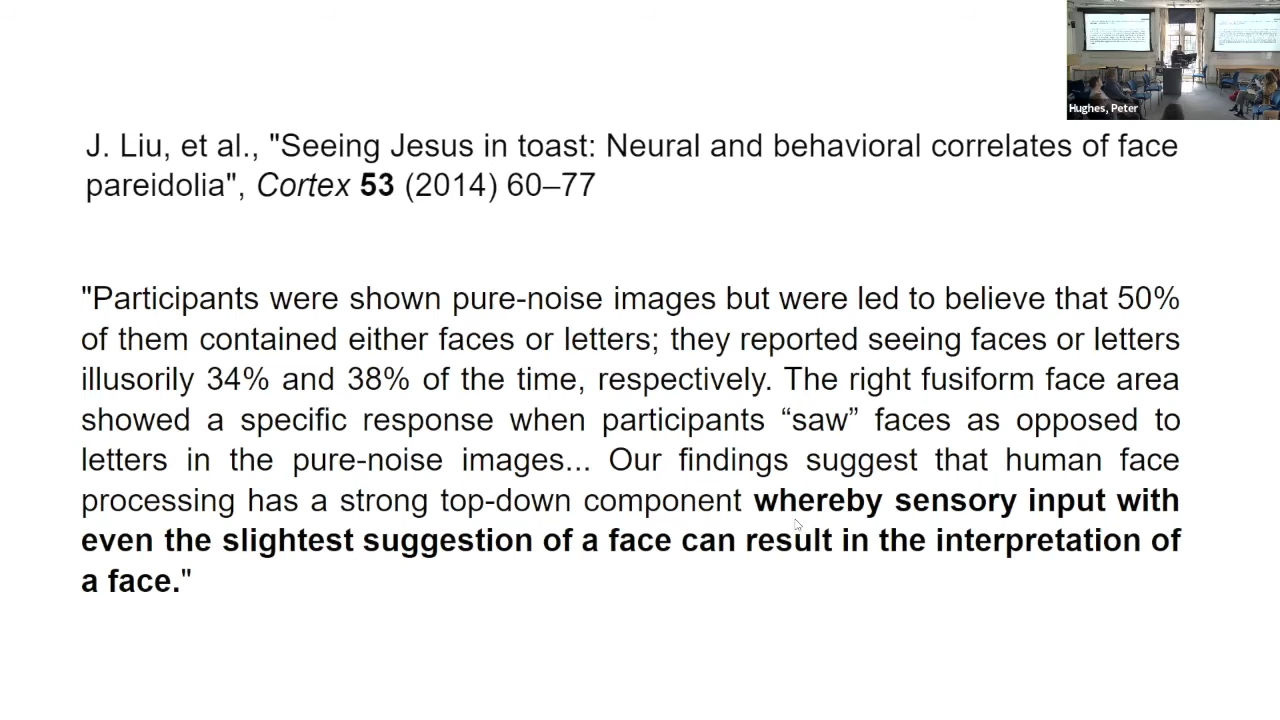 Hughes, Peter
J. Liu, et al., "Seeing Jesus in toast: Neural and behavioral correlates of face
pareidolia", Cortex 53 (2014) 60–77
"Participants were shown pure-noise images but were led to believe that 50%
of them contained either faces or letters; they reported seeing faces or letters
illusorily 34% and 38% of the time, respectively. The right fusiform face area
showed a specific response when participants “saw” faces as opposed to
letters in the pure-noise images... Our findings suggest that human face
processing has a strong top-down component whereby sensory input with
even the slightest suggestion of a face can result in the interpretation of
a face."